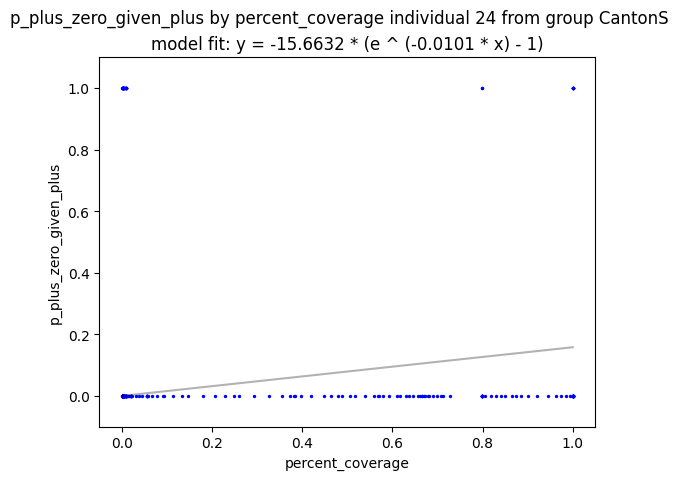 p_plus_zero_given_plus by percent_coverage individual 24 from group CantonS
model fit: y = -15.6632 * (e ^ (-0.0101 * x) - 1)
1.0
0.8
0.6
0.4
0.2
0.0
p_plus_zero_given_plus
0.0 0.2 0.4 0.6 0.8 1.0
percent_coverage